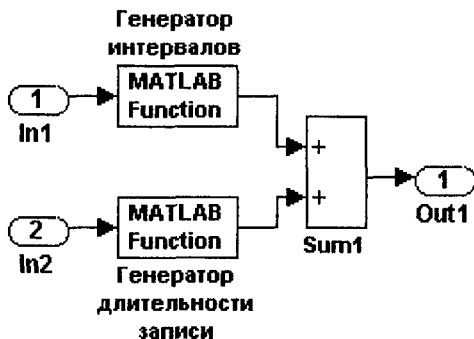 Генератор
интервалов
1
MATLAB
Function
In1
+
+
1
Out1
2
MATLAB
Function
In2
Sum1
Генератор
длительности
записи